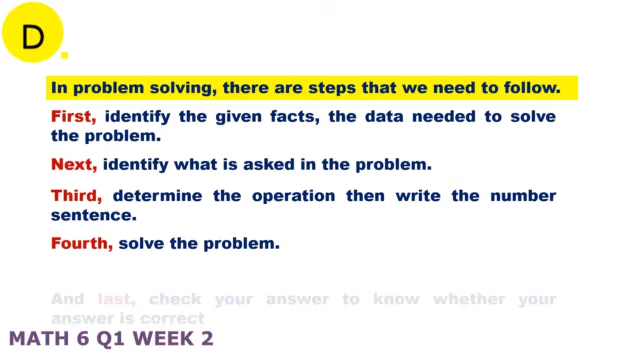 D
In problem solving, there are steps that we need to follow.
First, identify the given facts, the data needed to solve
the problem.
Next, identify what is asked in the problem.
Third, determine the operation then write the number
sentence.
Fourth, solve the problem.
And last, check your answer to know whether your
answer is correct
MATH 6 Q1 WEEK 2